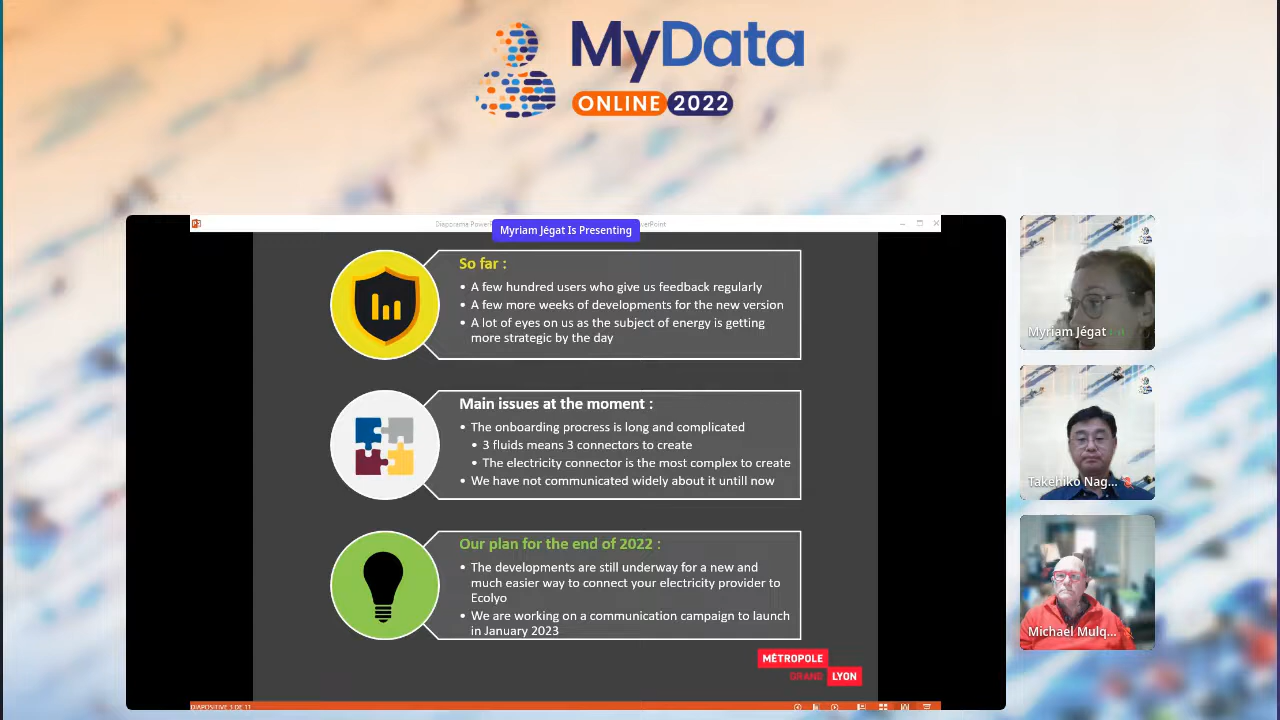 MyData
ONLINE 2022
Myriam Jégat Is Presenting
So far :
• A few hundred users who give us feedback regularly
• A few more weeks of developments for the new version
• A lot of eyes on us as the subject of energy is getting
more strategic by the day
Main issues at the moment :
• The onboarding procress is long and complicated
• 3 fluids means 3 connectors to create
• The electricity connector is the most complex to create
• We have not communicated widely about it untill now
Our plan for the end of 2022 :
• The developments are still underway for a new and
much easier way to connect your electricity provider to
Ecolyo
• We are working on a communication campaign to launch
in January 2023
MÉTROPOLE
GRAND LYON
DIAPOSITIVE 3 DE 11
Myriam Jégat
Takehiko Nag...
Michael Mulq...